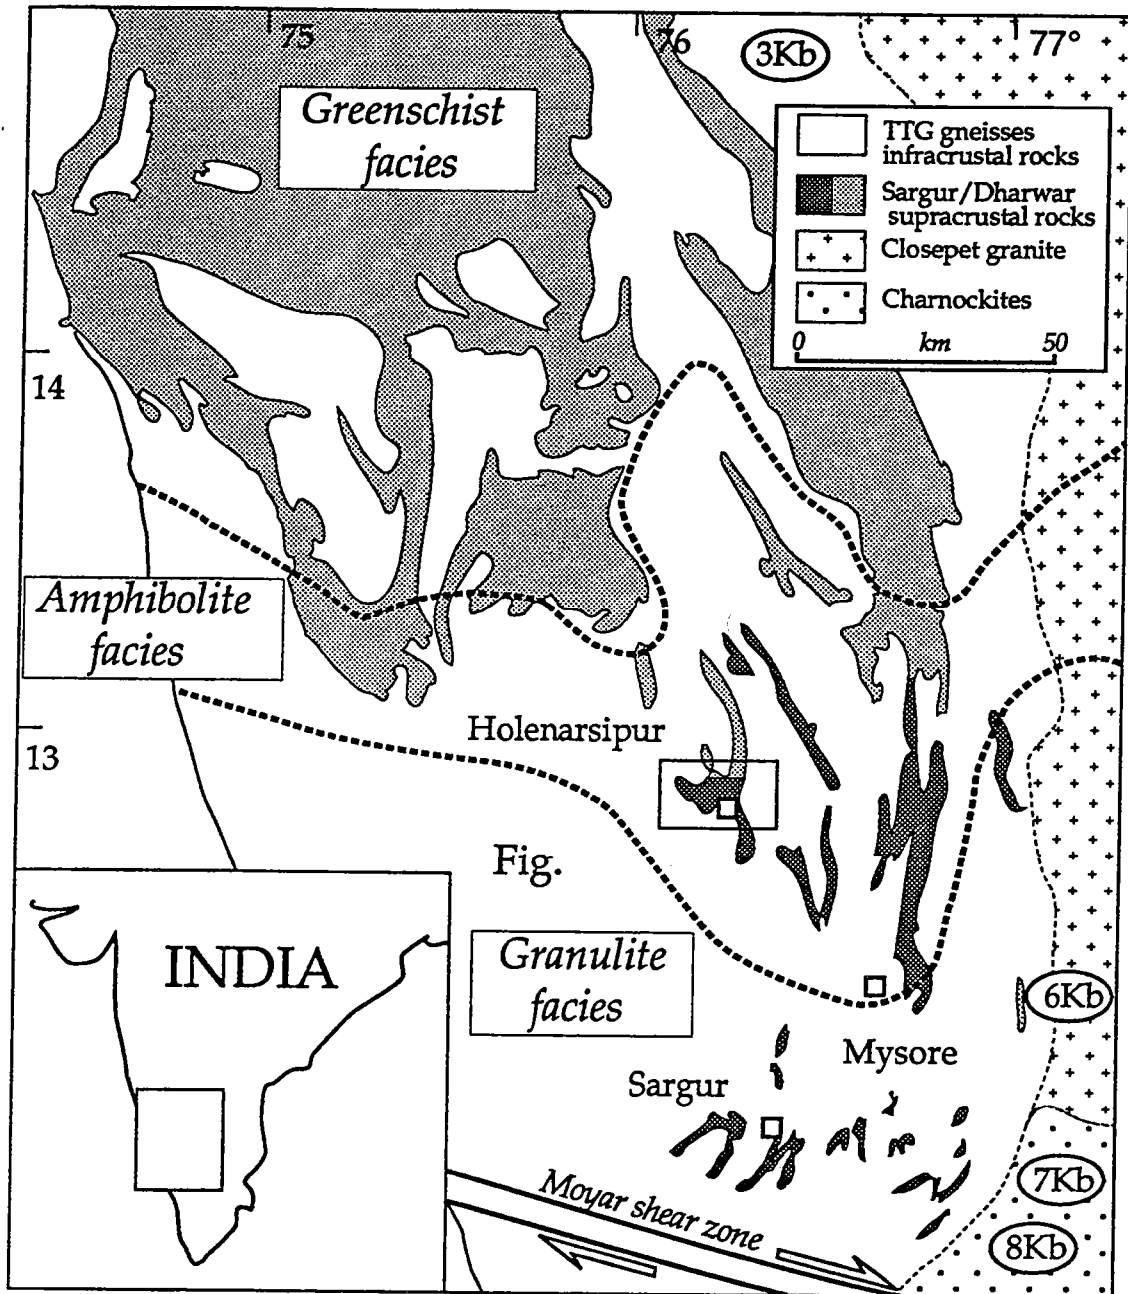 75
76
77°
3Kb
Greenschist
facies
TTG gneisses
infracrustal rocks
Sargur/Dharwar
supracrustal rocks
Closepet granite
Charnockites
0 km 50
14
Amphibolite
facies
Holenarsipur
13
Fig.
INDIA
Granulite
facies
6Kb
Mysore
Sargur
7Kb
Moyar shear zone
8Kb